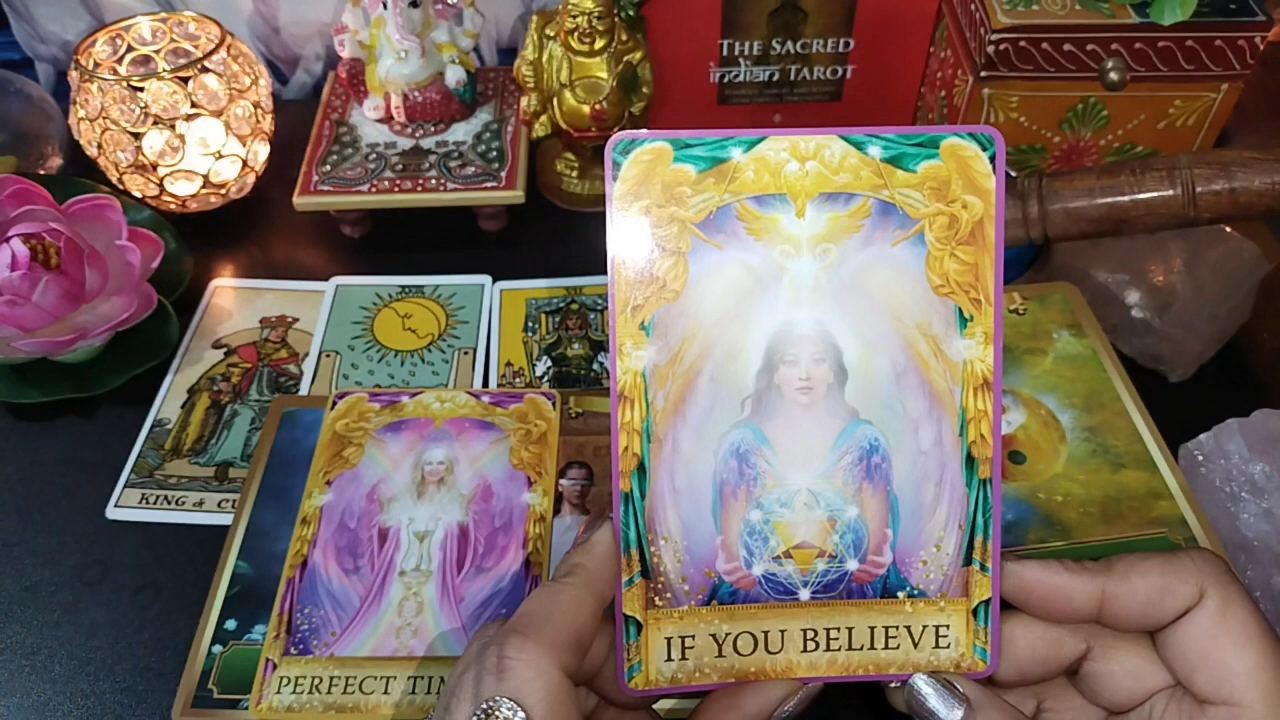 THE SACRED
indian TAROT
KING of CU
PERFECT TIM
IF YOU BELIEVE